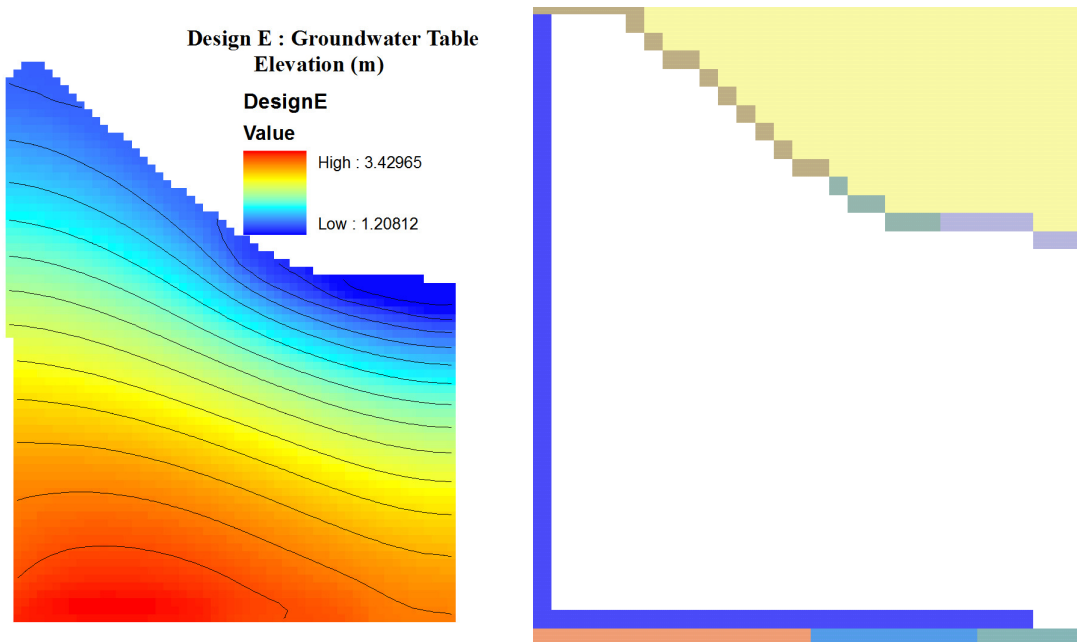 Design E : Groundwater Table
Elevation (m)
DesignE
Value
High : 3.42965
Low : 1.20812